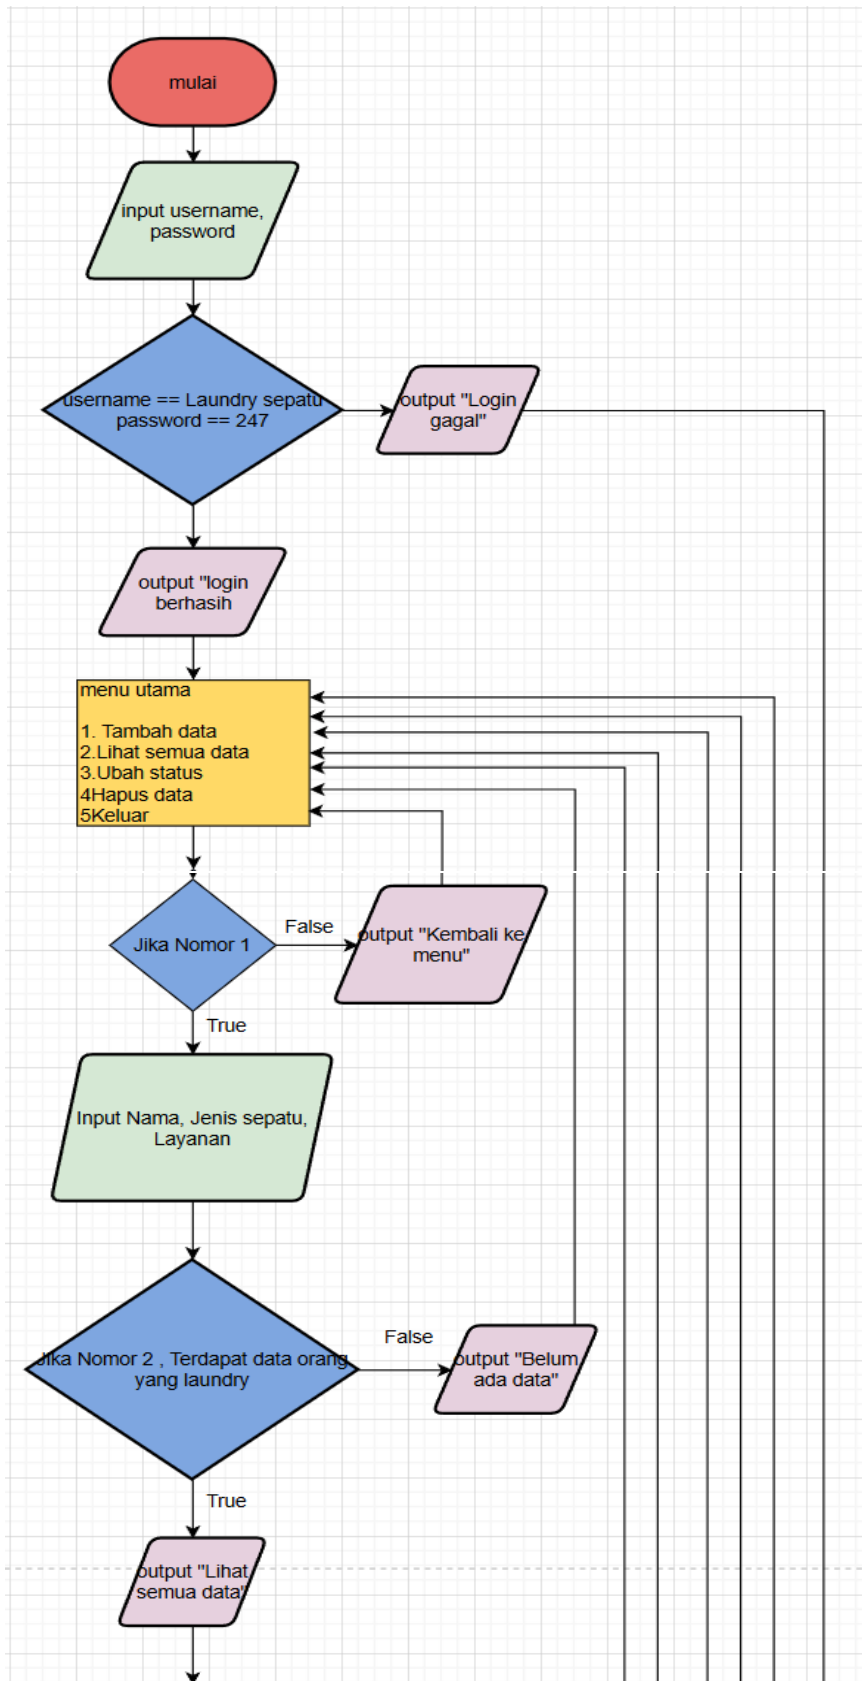 mulai
input username,
password
username == Laundry sepatu
password == 247
output "Login
gagal"
output "login
berhasih
menu utama
1. Tambah data
2.Lihat semua data
3.Ubah status
4Hapus data
5Keluar
Jika Nomor 1
False
output "Kembali ke
menu"
True
Input Nama, Jenis sepatu,
Layanan
Jika Nomor 2 , Terdapat data orang
yang laundry
False
output "Belum
ada data"
True
output "Lihat
semua data"